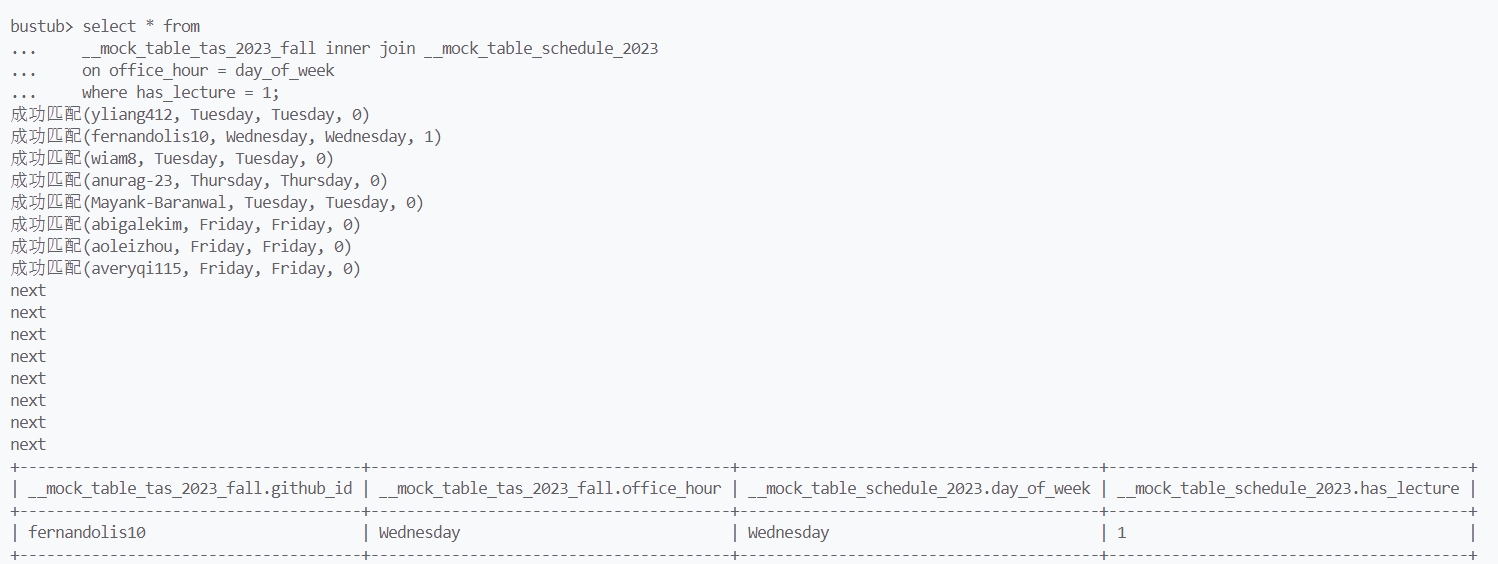 bustub> select * from
...     __mock_table_tas_2023_fall inner join __mock_table_schedule_2023
...     on office_hour = day_of_week
...     where has_lecture = 1;
成功匹配(yliang412, Tuesday, Tuesday, 0)
成功匹配(fernandolis10, Wednesday, Wednesday, 1)
成功匹配(wiam8, Tuesday, Tuesday, 0)
成功匹配(anurag-23, Thursday, Thursday, 0)
成功匹配(Mayank-Baranwal, Tuesday, Tuesday, 0)
成功匹配(abigalekim, Friday, Friday, 0)
成功匹配(aoleizhou, Friday, Friday, 0)
成功匹配(averyqi115, Friday, Friday, 0)
next
next
next
next
next
next
next
next
+--------------------------------------+----------------------------------------+----------------------------------------+----------------------------------------+
| __mock_table_tas_2023_fall.github_id | __mock_table_tas_2023_fall.office_hour | __mock_table_schedule_2023.day_of_week | __mock_table_schedule_2023.has_lecture |
+--------------------------------------+----------------------------------------+----------------------------------------+----------------------------------------+
| fernandolis10                        | Wednesday                              | Wednesday                              | 1                                      |
+--------------------------------------+----------------------------------------+----------------------------------------+----------------------------------------+